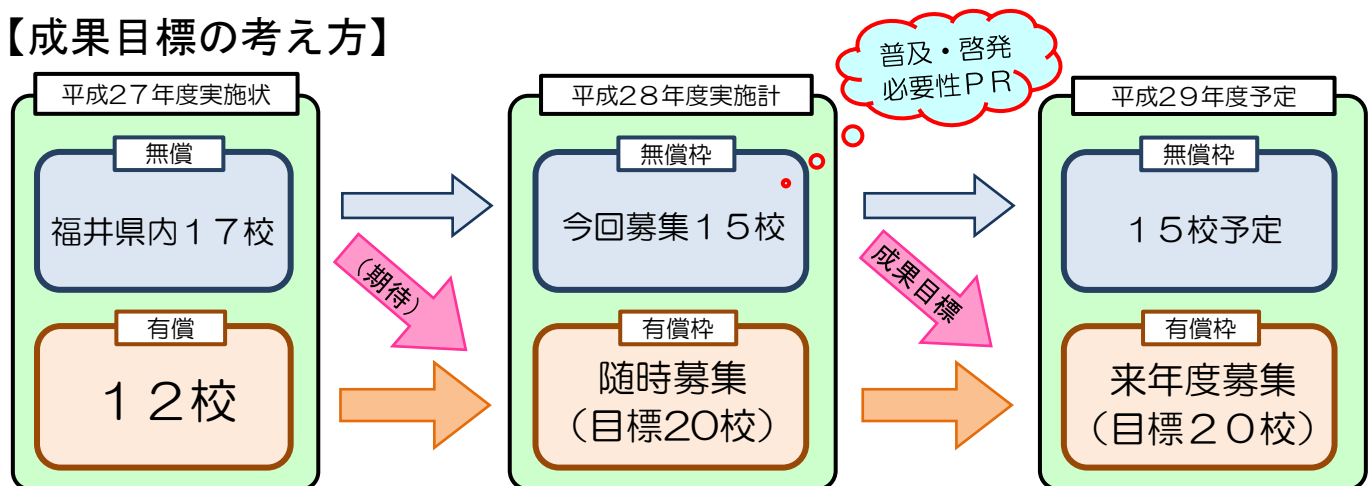 【成果目標の考え方】
平成27年度実施状
無償
福井県内１７校
有償
１２校
（期待）
平成28年度実施計
無償枠
今回募集１５校
有償枠
随時募集
（目標20校）
普及・啓発
必要性ＰＲ
成果目標
平成29年度予定
無償枠
１５校予定
有償枠
来年度募集
（目標２０校）